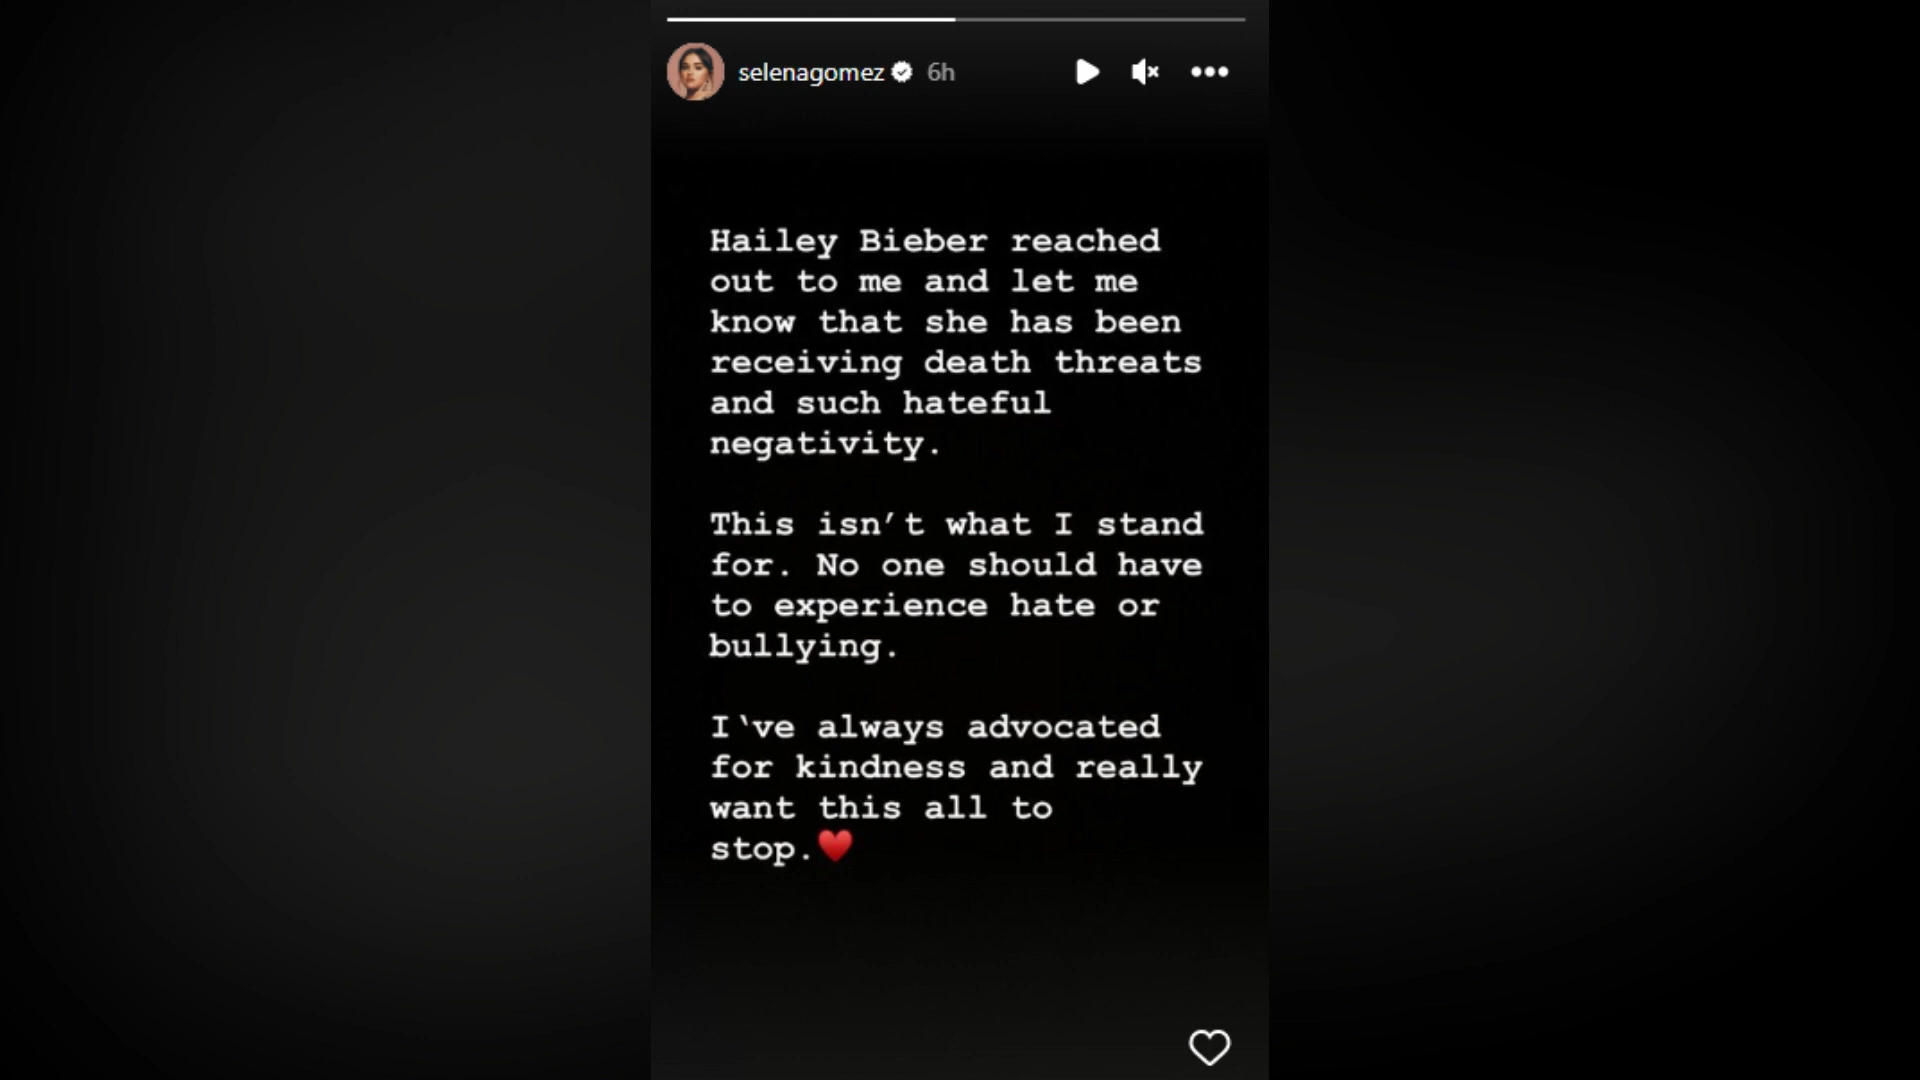 selenagomez 6h
Hailey Bieber reached
out to me and let me
know that she has been
receiving death threats
and such hateful
negativity.
This isn’t what I stand
for. No one should have
to experience hate or
bullying.
I‘ve always advocated
for kindness and really
want this all to
stop.❤️